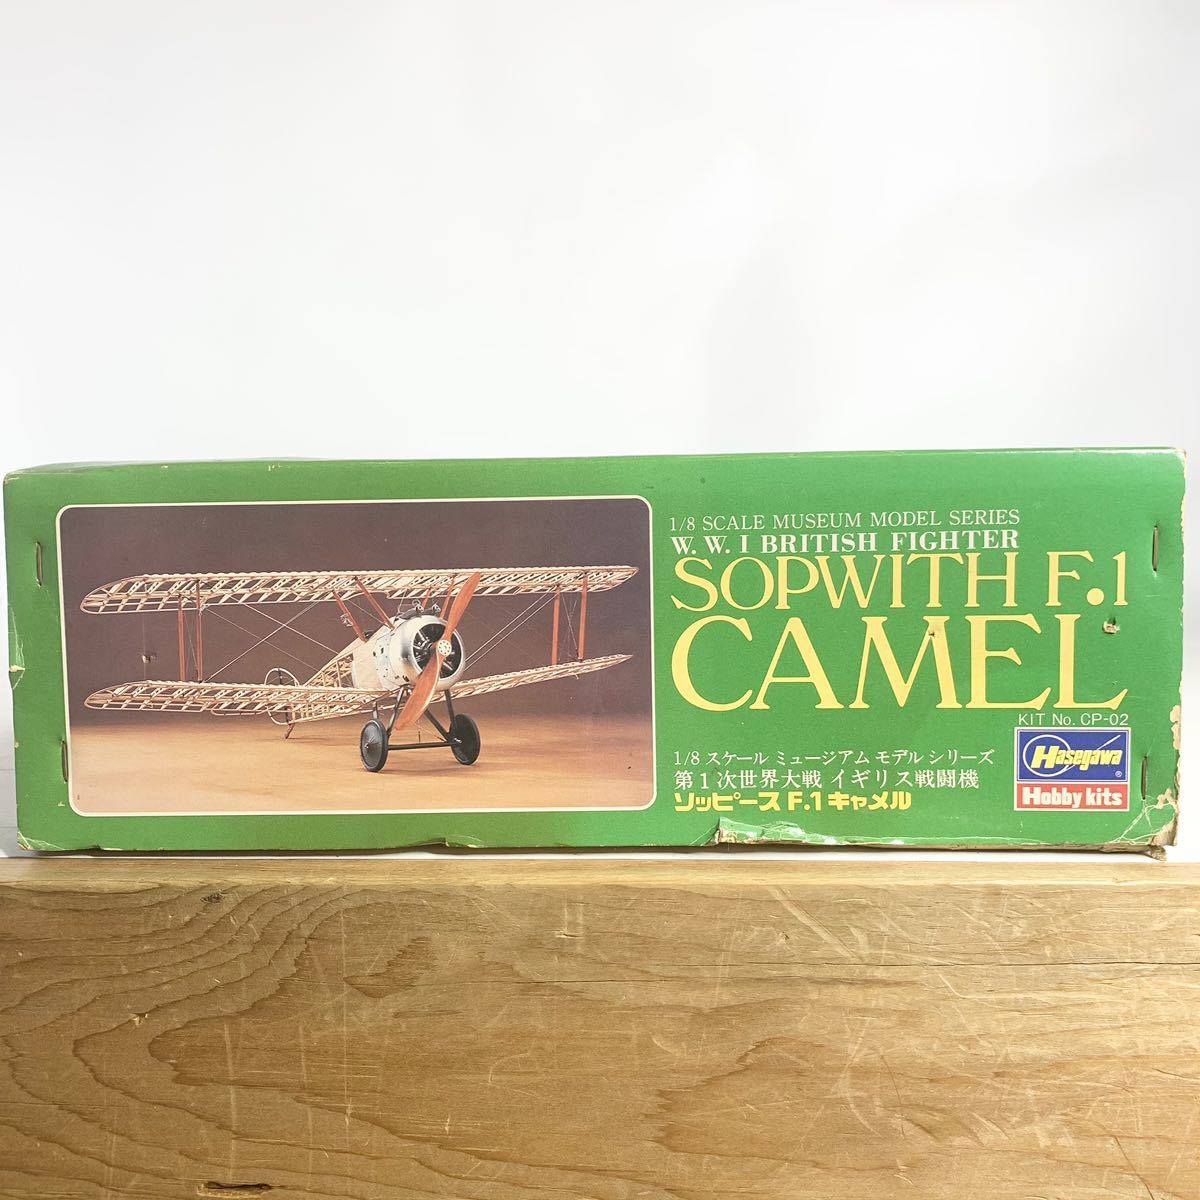 1/8 SCALE MUSEUM MODEL SERIES
W. W. I BRITISH FIGHTER
SOPWITH F.1
CAMEL
KIT No. CP-02
1/8 スケール ミュージアム モデル シリーズ
第1次世界大戦 イギリス戦闘機
ソッピース F.1 キャメル
Hasegawa®
Hobby kits